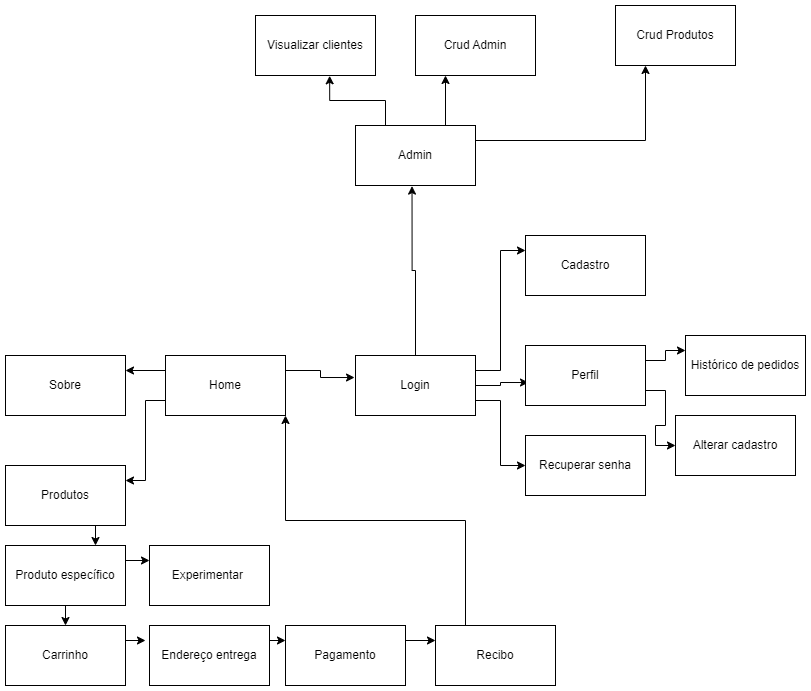 Visualizar clientes
Crud Admin
Crud Produtos
Admin
Cadastro
Sobre
Home
Login
Perfil
Histórico de pedidos
Alterar cadastro
Recuperar senha
Produtos
Produto específico
Experimentar
Carrinho
Endereço entrega
Pagamento
Recibo